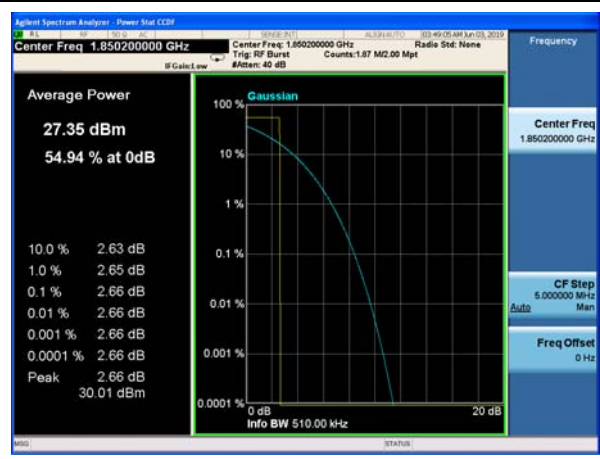 Agilent Spectrum Analyzer - Power Stat CCDF
RL RF 50 Ω AC SENSE:INT ALIGN AUTO 03:49:05 AM Jun 03, 2019
Center Freq 1.850200000 GHz
Center Freq: 1.850200000 GHz Radio Std: None
Trig: RF Burst Counts:1.87 M/2.00 Mpt
IFGain:Low #Atten: 40 dB
Frequency
Average Power
27.35 dBm
54.94 % at 0dB
10.0 % 2.63 dB
1.0 % 2.65 dB
0.1 % 2.66 dB
0.01 % 2.66 dB
0.001 % 2.66 dB
0.0001 % 2.66 dB
Peak 2.66 dB
30.01 dBm
Gaussian
100 %
10 %
1 %
0.1 %
0.01 %
0.001 %
0.0001 %
0 dB 20 dB
Info BW 510.00 kHz
Center Freq
1.850200000 GHz
CF Step
5.000000 MHz
Auto Man
Freq Offset
0 Hz
MSG STATUS